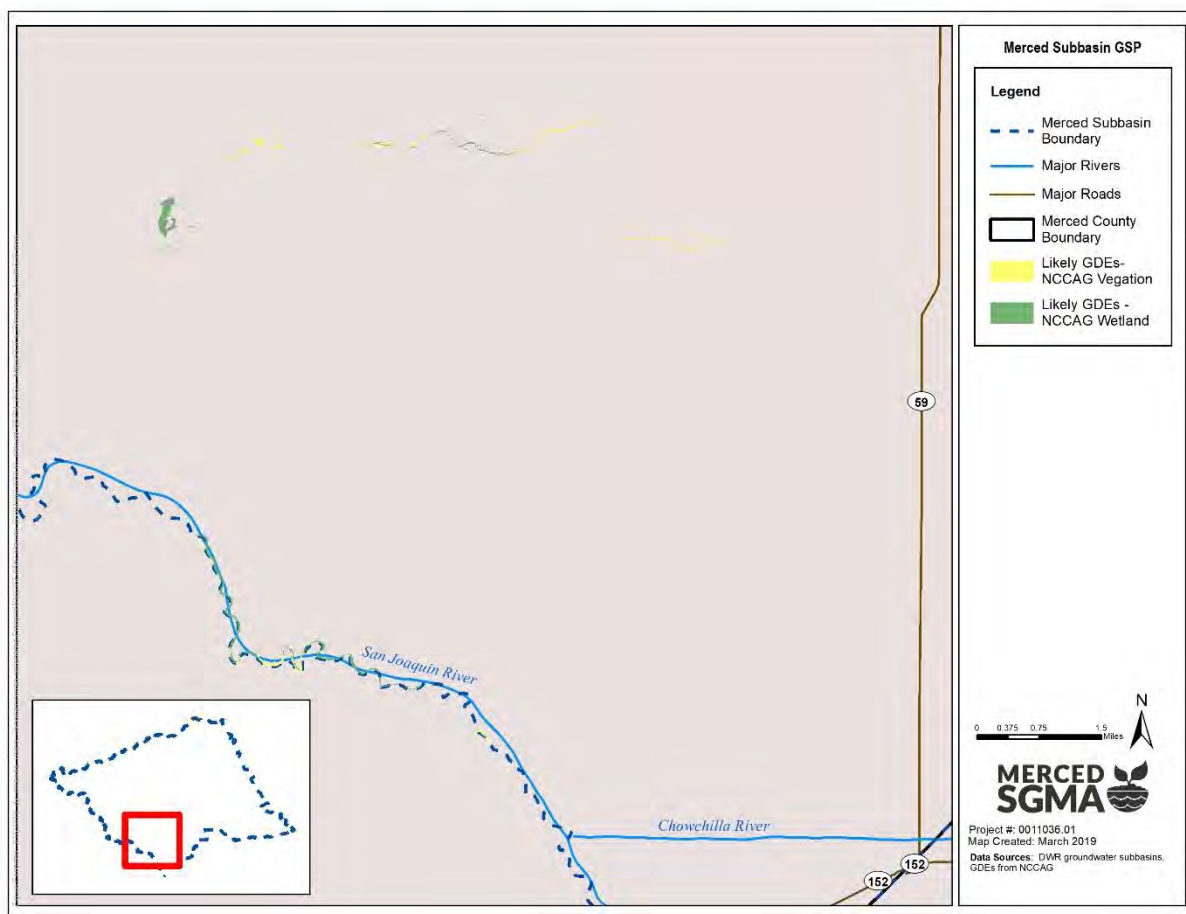 Merced Subbasin GSP
Legend
Merced Subbasin
Boundary
Major Rivers
Major Roads
Merced County
Boundary
Likely GDEs-
NCCAG Vegation
Likely GDEs -
NCCAG Wetland
59
San Joaquin River
Chowchilla River
152
152
N
0 0.375 0.75 1.5
Miles
MERCED
SGMA
Project #: 0011036.01
Map Created: March 2019
Data Sources: DWR groundwater subbasins,
GDEs from NCCAG